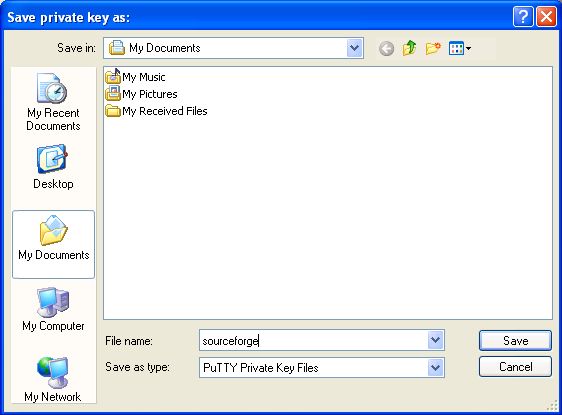 Save private key as:
Save in: My Documents
My Recent
Documents
Desktop
My Documents
My Computer
My Network
My Music
My Pictures
My Received Files
File name: sourceforge Save
Save as type: PuTTY Private Key Files Cancel